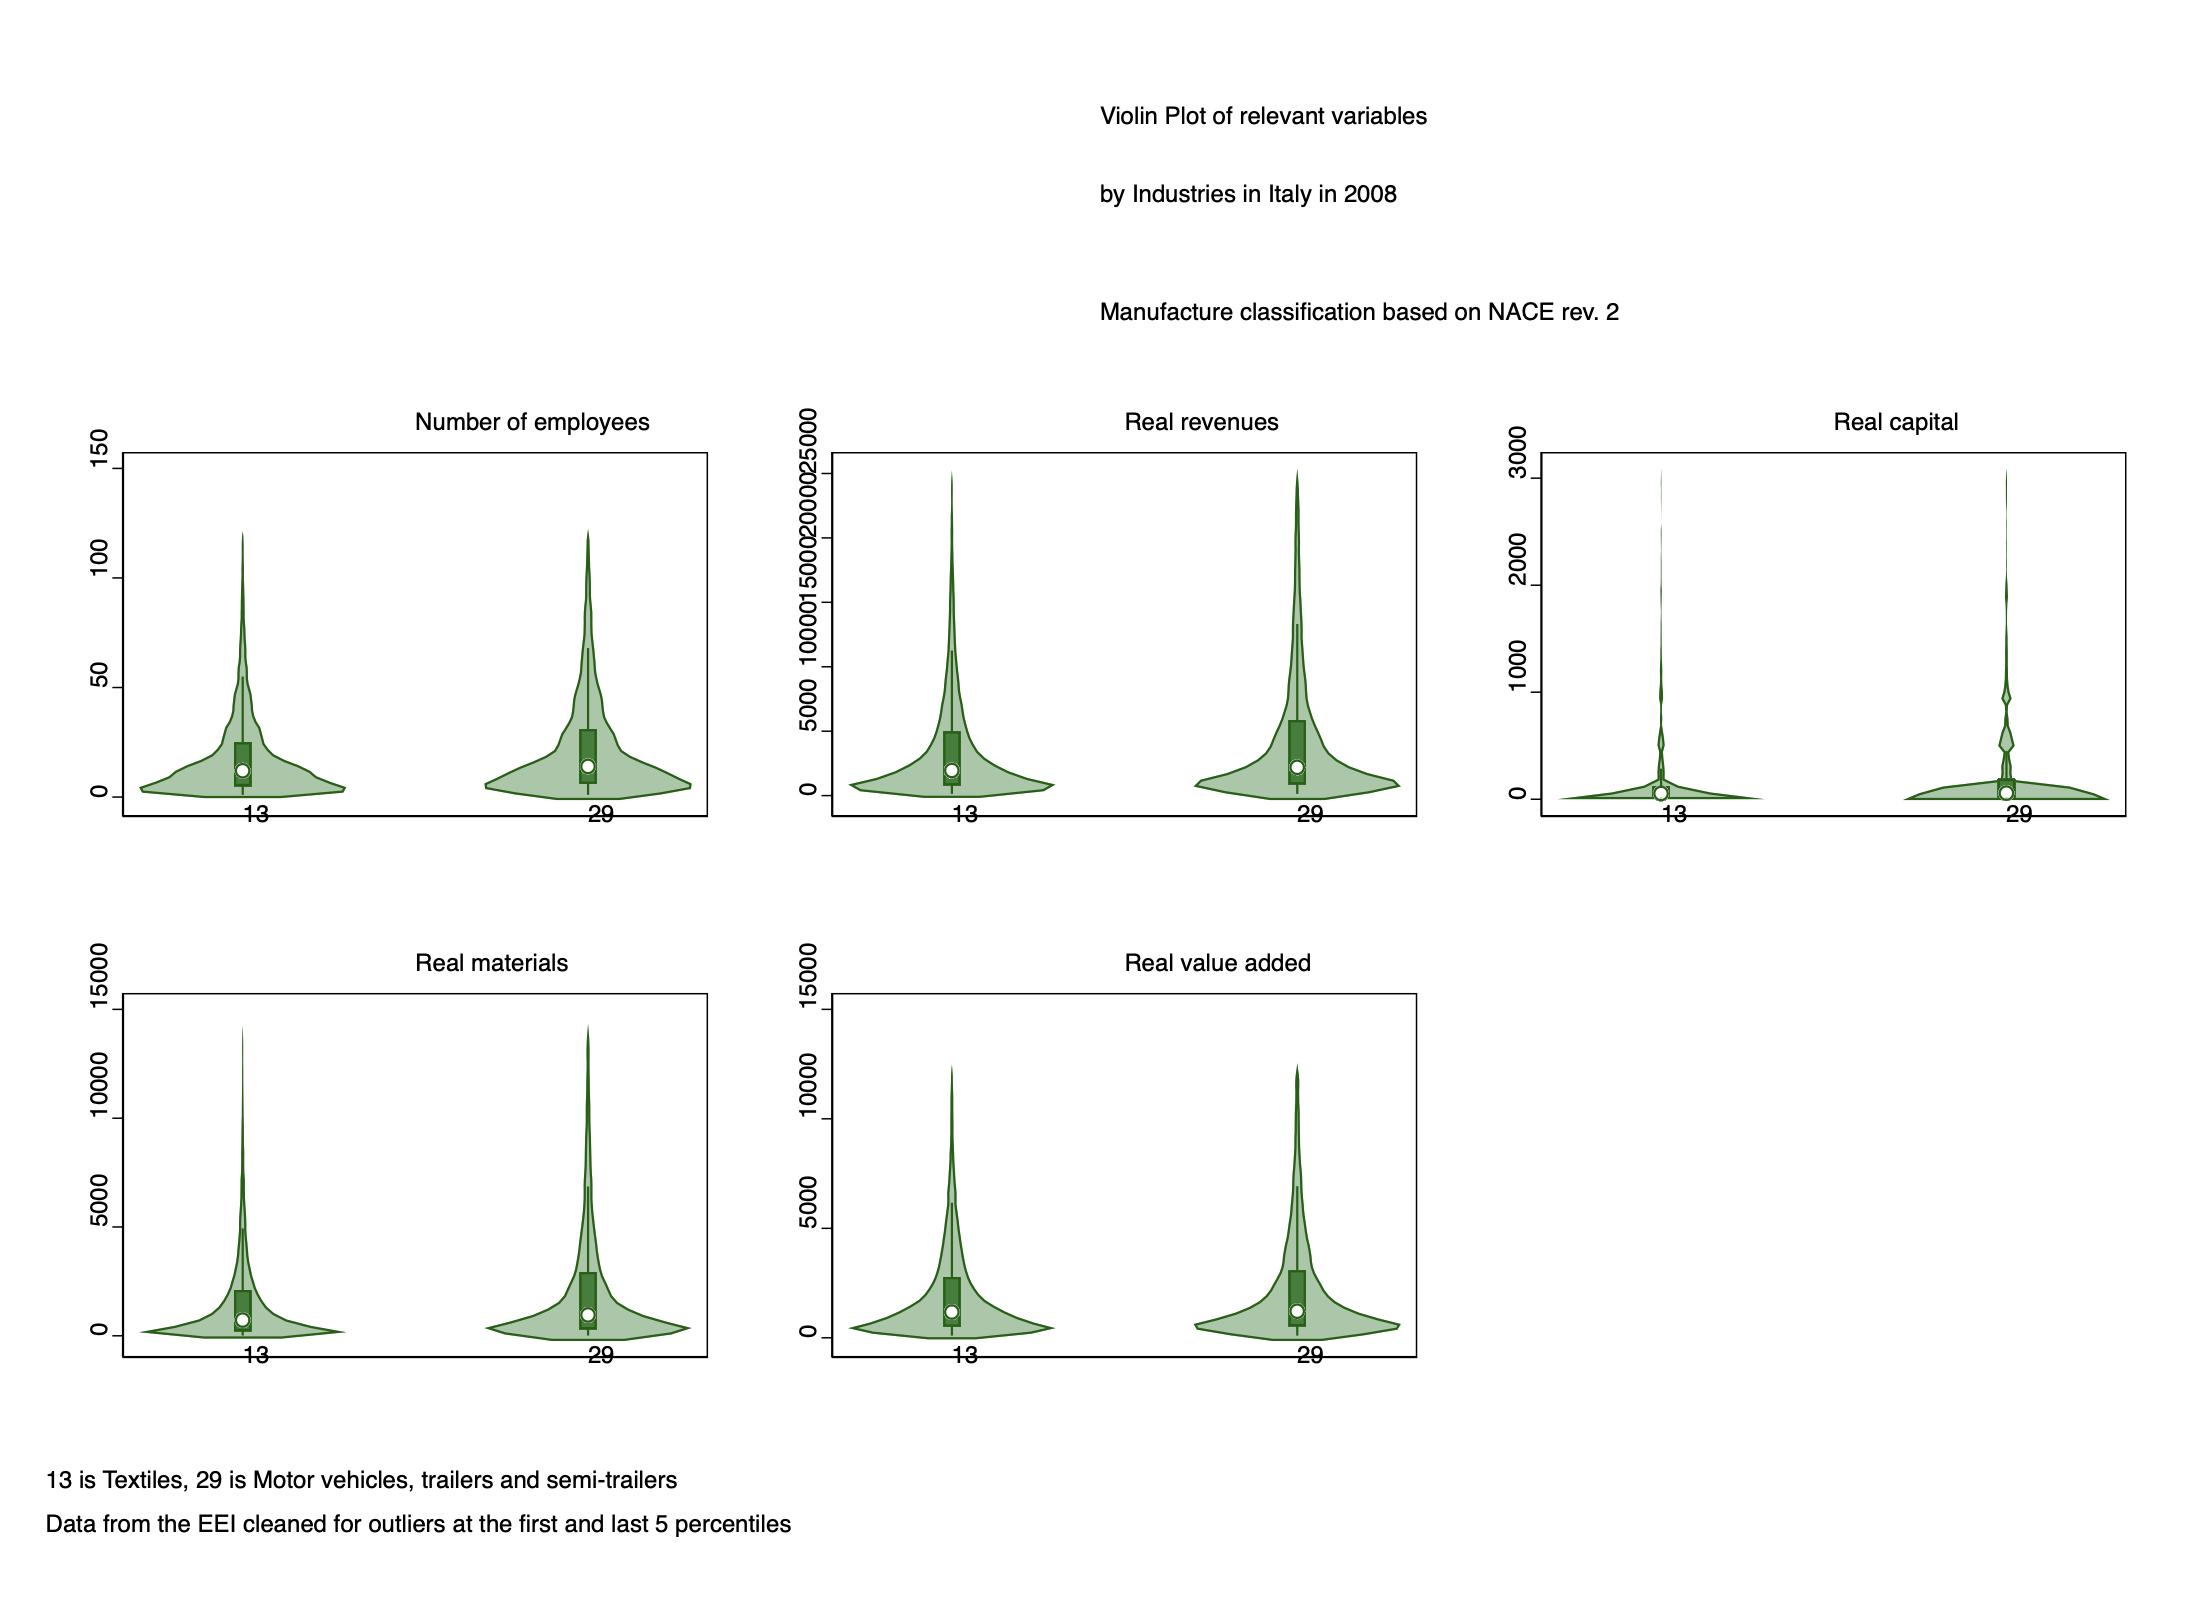 Violin Plot of relevant variables
by Industries in Italy in 2008
Manufacture classification based on NACE rev. 2
Number of employees
150
100
50
0
13 29
Real revenues
25000
20000
15000
10000
5000
0
13 29
Real capital
3000
2000
1000
0
13 29
Real materials
15000
10000
5000
0
13 29
Real value added
15000
10000
5000
0
13 29
13 is Textiles, 29 is Motor vehicles, trailers and semi-trailers
Data from the EEI cleaned for outliers at the first and last 5 percentiles